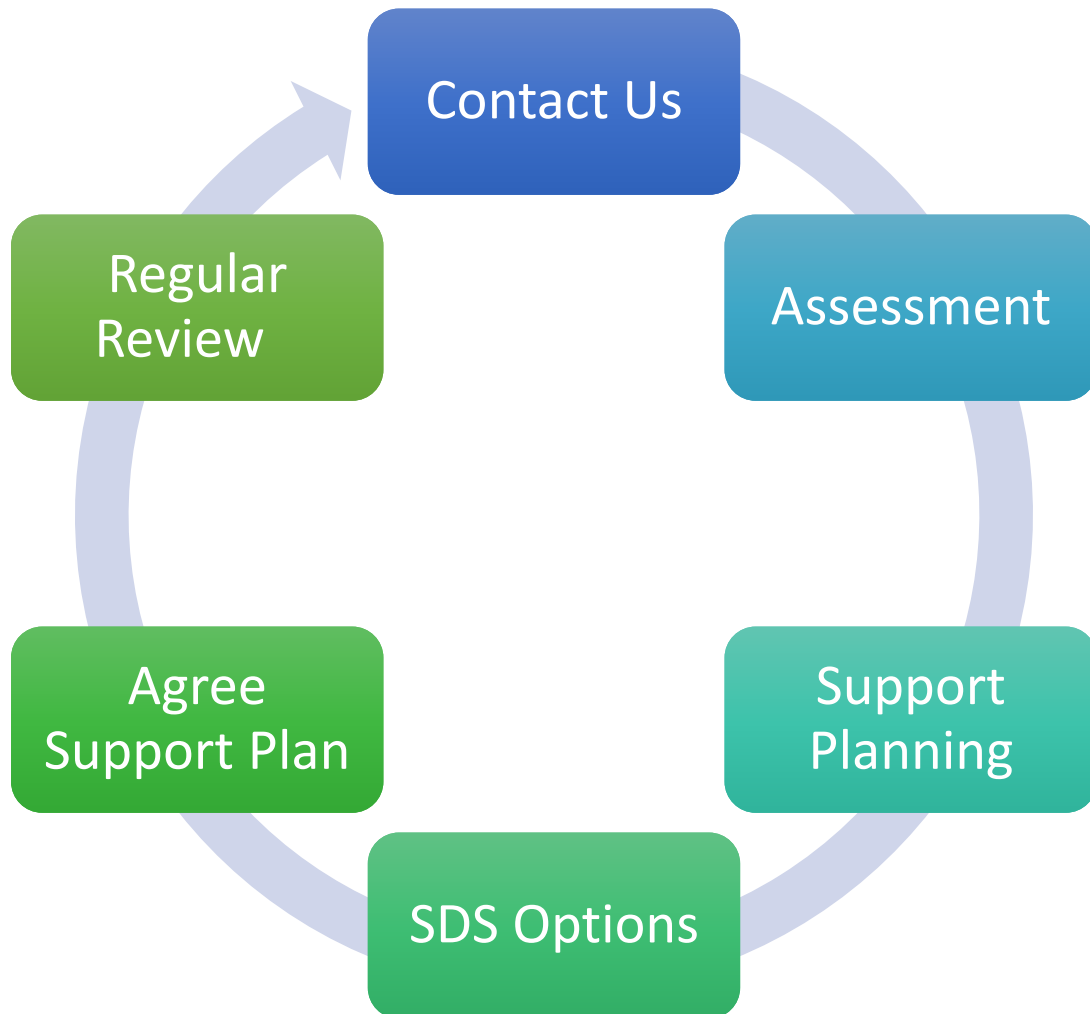 Contact Us
Assessment
Support
Planning
SDS Options
Agree
Support Plan
Regular
Review